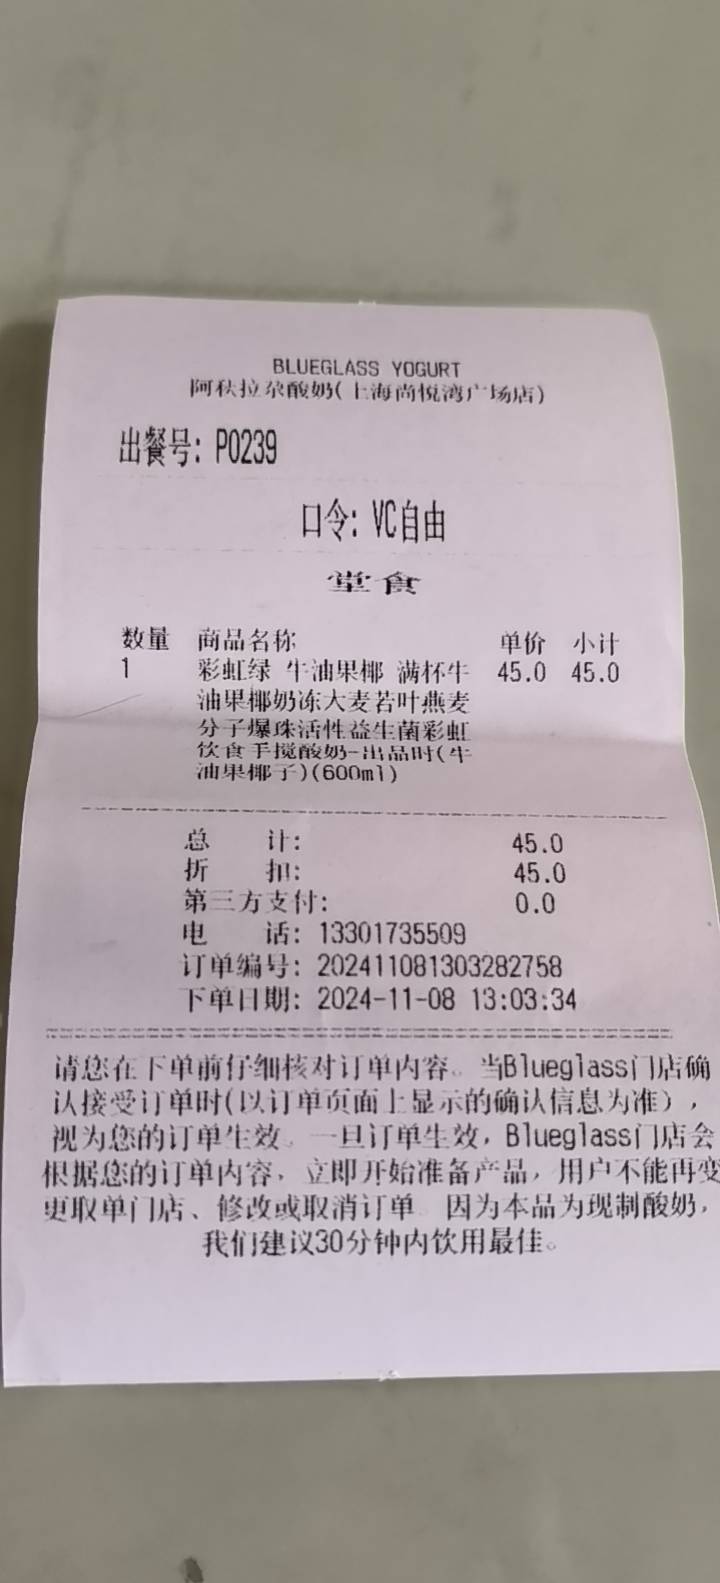 BLUEGLASS YOGURT
阿秋拉尕酸奶(上海尚悦湾广场店)
出餐号: P0239
口令: VC自由
堂食
数量 商品名称 单价 小计
1 彩虹绿 牛油果椰 满杯牛 45.0 45.0
油果椰奶冻大麦若叶燕麦
分子爆珠活性益生菌彩虹
饮食手搅酸奶-出品时(牛
油果椰子)(600ml)
总 计: 45.0
折 扣: 45.0
第三方支付: 0.0
电 话: 13301735509
订单编号: 202411081303282758
下单日期: 2024-11-08 13:03:34
请您在下单前仔细核对订单内容。当Blueglass门店确
认接受订单时(以订单页面上显示的确认信息为准),
视为您的订单生效。一旦订单生效,Blueglass门店会
根据您的订单内容,立即开始准备产品,用户不能再变
更取单门店、修改或取消订单。因为本品为现制酸奶,
我们建议30分钟内饮用最佳。